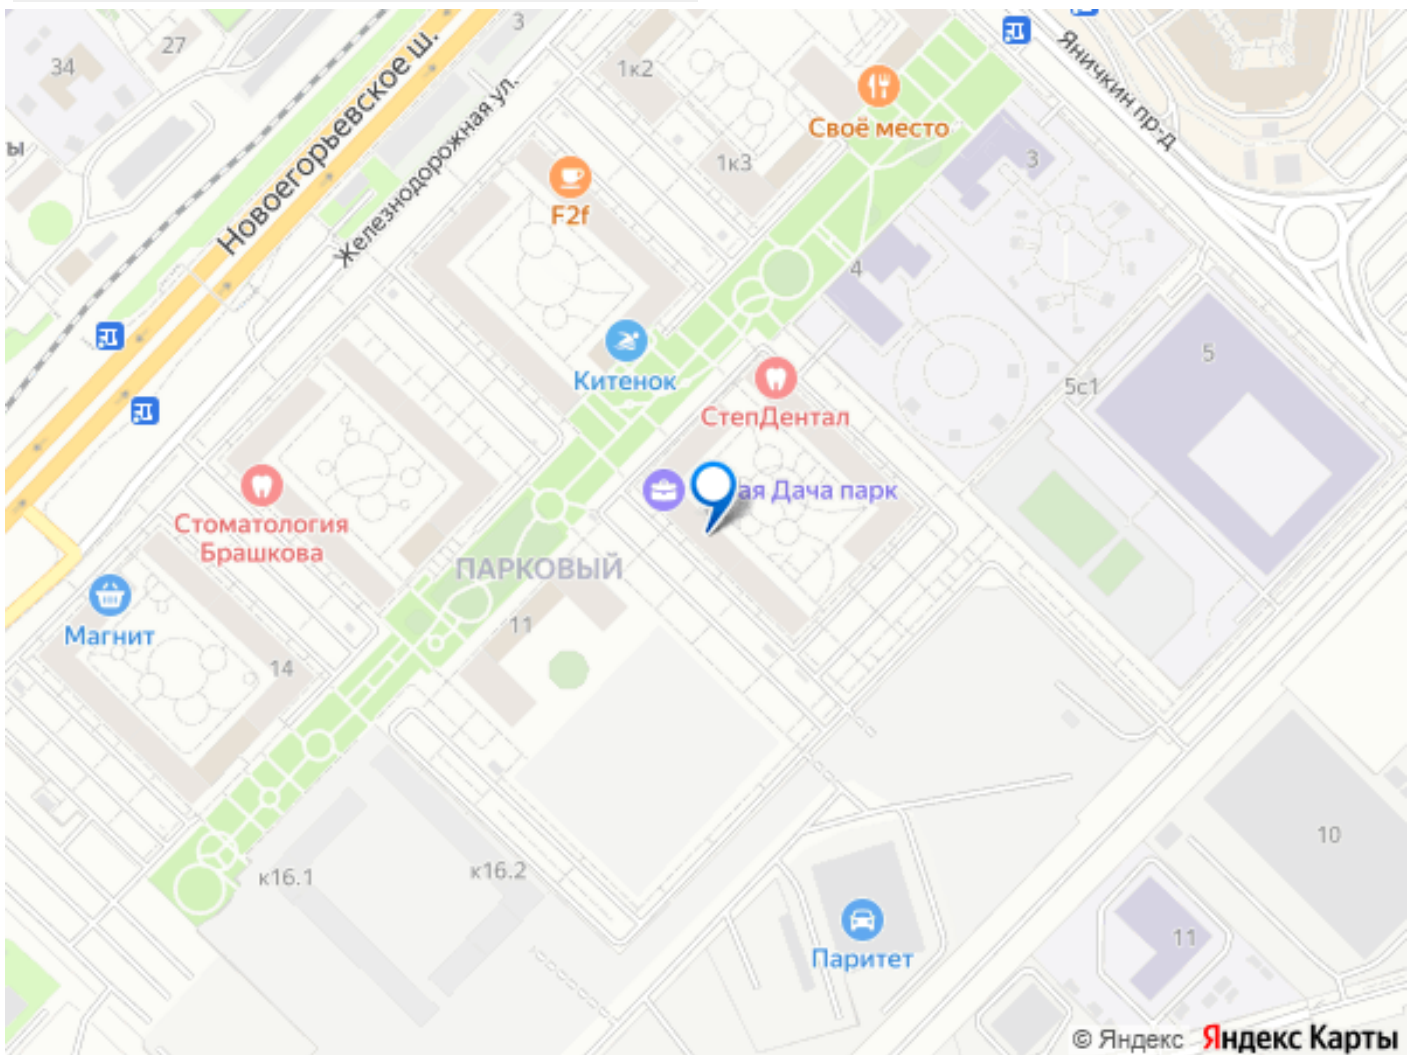 3
27
34
1к2
Новоегорьевское ш.
Железнодорожная ул.
Яничкин пр-д
Своё место
ы
1к3
3
F2f
4
5
Китенок
5с1
СтепДентал
ая Дача парк
Стоматология
Брашкова
ПАРКОВЫЙ
Магнит
11
14
10
к16.1
к16.2
11
Паритет
© Яндекс Яндекс Карты